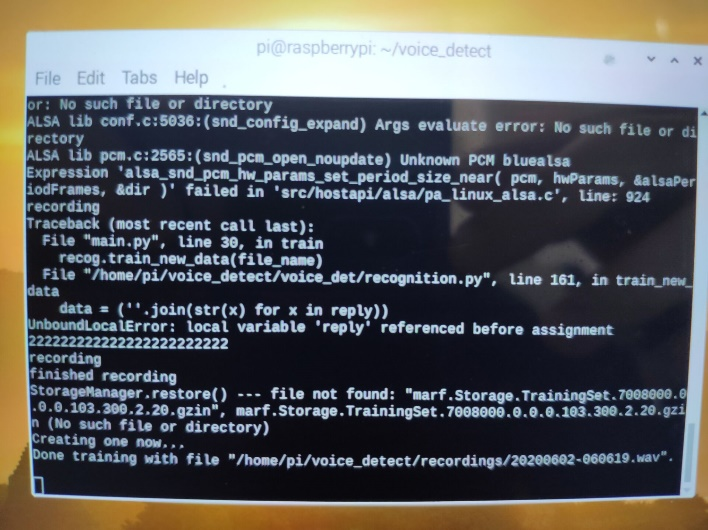 pi@raspberrypi: ~/voice_detect
File Edit Tabs Help
or: No such file or directory
ALSA lib conf.c:5036:(snd_config_expand) Args evaluate error: No such file or di
rectory
ALSA lib pcm.c:2565:(snd_pcm_open_noupdate) Unknown PCM bluealsa
Expression 'alsa_snd_pcm_hw_params_set_period_size_near( pcm, hwParams, &alsaPer
iodFrames, &dir )' failed in 'src/hostapi/alsa/pa_linux_alsa.c', line: 924
recording
Traceback (most recent call last):
File "main.py", line 30, in train
recog.train_new_data(file_name)
File "/home/pi/voice_detect/voice_det/recognition.py", line 161, in train_new_
data
data = (''.join(str(x) for x in reply))
UnboundLocalError: local variable 'reply' referenced before assignment
2222222222222222222222222
recording
finished recording
StorageManager.restore() --- file not found: "marf.Storage.TrainingSet.7008000.0
.0.0.103.300.2.20.gzin", marf.Storage.TrainingSet.7008000.0.0.0.103.300.2.20.gzi
n (No such file or directory)
Creating one now...
Done training with file "/home/pi/voice_detect/recordings/20200602-060619.wav".